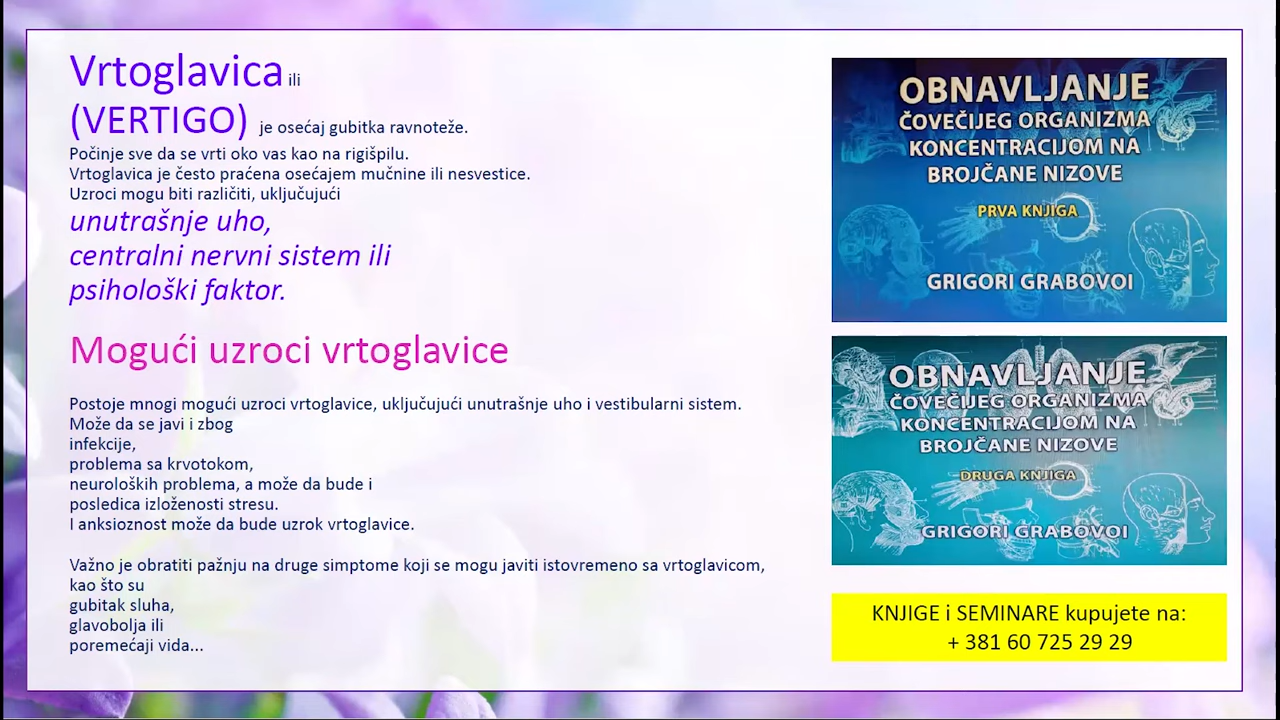 Vrtoglavica ili
(VERTIGO) je osećaj gubitka ravnoteže.
Počinje sve da se vrti oko vas kao na rigišpilu.
Vrtoglavica je često praćena osećajem mučnine ili nesvestice.
Uzroci mogu biti različiti, uključujući
unutrašnje uho,
centralni nervni sistem ili
psihološki faktor.
Mogući uzroci vrtoglavice
Postoje mnogi mogući uzroci vrtoglavice, uključujući unutrašnje uho i vestibularni sistem.
Može da se javi i zbog
infekcije,
problema sa krvotokom,
neuroloških problema, a može da bude i
posledica izloženosti stresu.
I anksioznost može da bude uzrok vrtoglavice.
Važno je obratiti pažnju na druge simptome koji se mogu javiti istovremeno sa vrtoglavicom,
kao što su
gubitak sluha,
glavobolja ili
poremećaji vida...
OBNAVLJANJE
ČOVEČIJEG ORGANIZMA
KONCENTRACIJOM NA
BROJČANE NIZOVE
PRVA KNJIGA
GRIGORI GRABOVOI
OBNAVLJANJE
ČOVEČIJEG ORGANIZMA
KONCENTRACIJOM NA
BROJČANE NIZOVE
DRUGA KNJIGA
GRIGORI GRABOVOI
KNJIGE i SEMINARE kupujete na:
+ 381 60 725 29 29